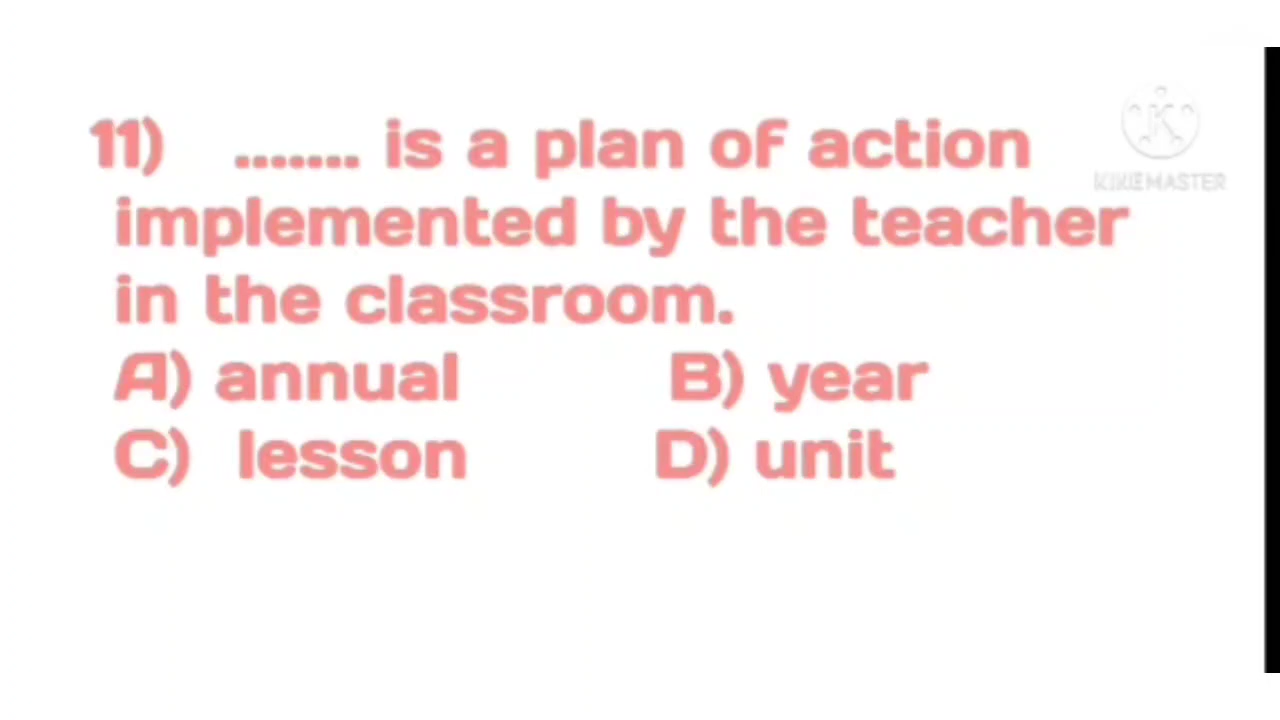 11) ....... is a plan of action
implemented by the teacher
in the classroom.
A) annual B) year
C) lesson D) unit
KINEMASTER